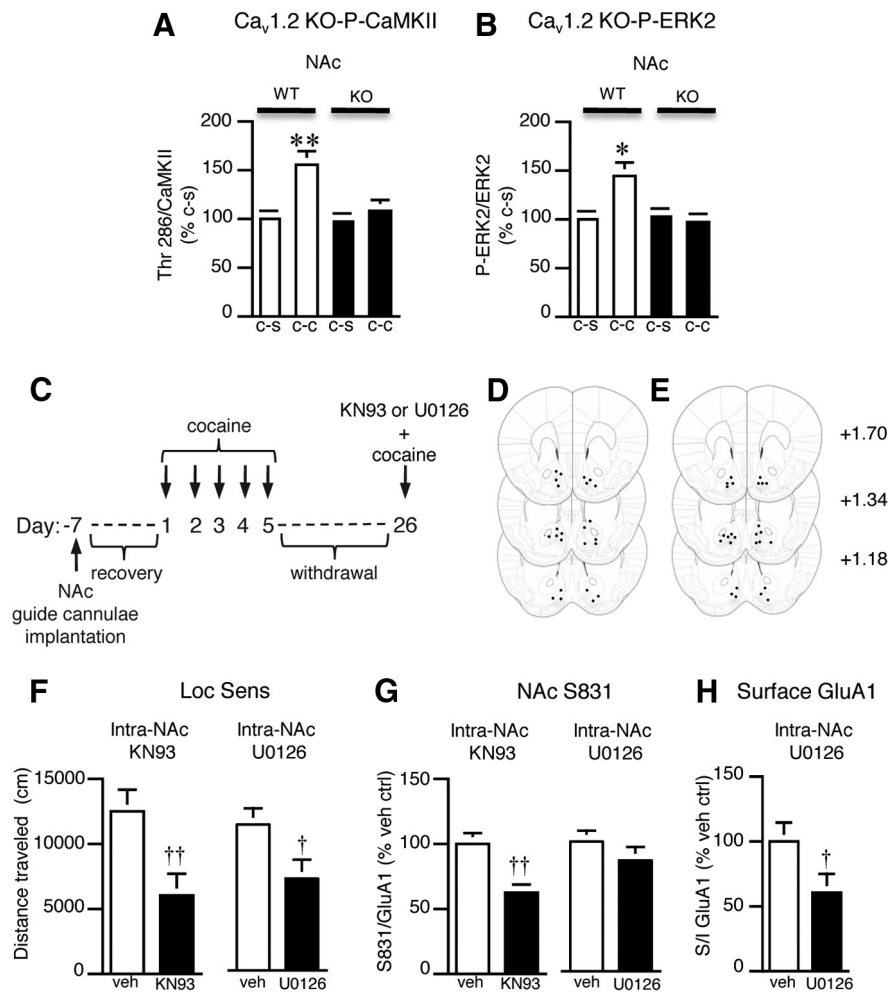 A Cav1.2 KO-P-CaMKII
NAc
WT KO
200
150
100
50
0
Thr 286/CaMKII
(% c-s)
** 
c-s c-c c-s c-c
B Cav1.2 KO-P-ERK2
NAc
WT KO
200
150
100
50
0
P-ERK2/ERK2
(% c-s)
*
c-s c-c c-s c-c
C
cocaine
KN93 or U0126
+
cocaine
Day: -7 1 2 3 4 5 26
recovery
withdrawal
NAc
guide cannulae
implantation
D E
+1.70
+1.34
+1.18
F Loc Sens
Intra-NAc
KN93
Intra-NAc
U0126
Distance traveled (cm)
15000
10000
5000
0
††
†
veh KN93
veh U0126
G NAc S831
Intra-NAc
KN93
Intra-NAc
U0126
S831/GluA1 (% veh ctrl)
150
100
50
0
††
veh KN93
veh U0126
H Surface GluA1
Intra-NAc
U0126
S/I GluA1 (% veh ctrl)
150
100
50
0
†
veh U0126